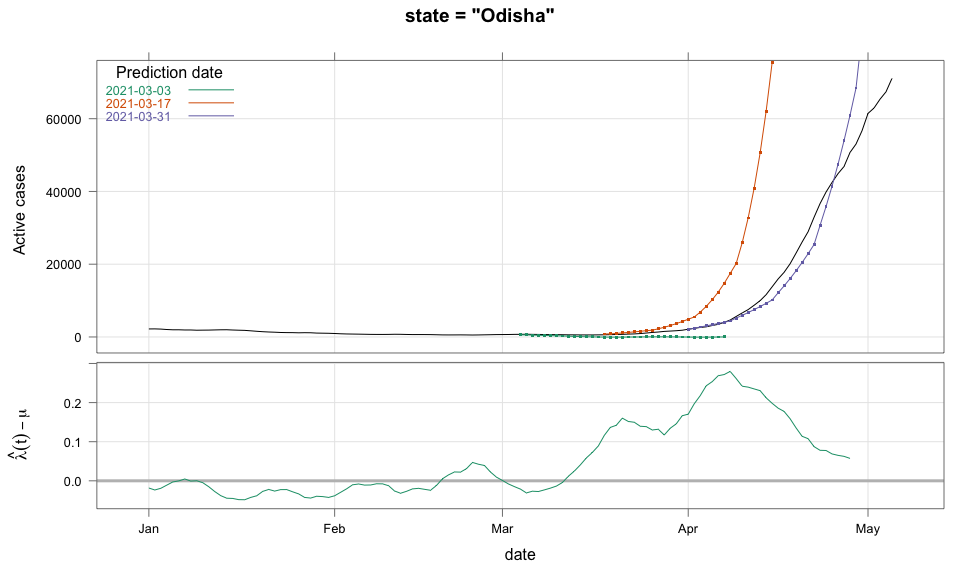 state = "Odisha"
Prediction date
2021-03-03
2021-03-17
2021-03-31
Active cases
60000
40000
20000
0
λ̂(t) − μ
0.2
0.1
0.0
Jan Feb Mar Apr May
date